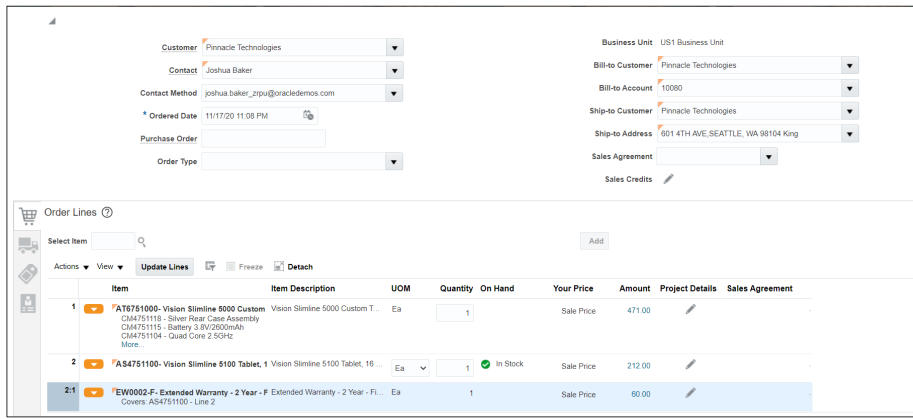 Customer Pinnacle Technologies
Contact Joshua Baker
Contact Method joshua.baker_zrpu@oracledemos.com
* Ordered Date 11/17/20 11:08 PM
Purchase Order
Order Type
Business Unit US1 Business Unit
Bill-to Customer Pinnacle Technologies
Bill-to Account 10080
Ship-to Customer Pinnacle Technologies
Ship-to Address 601 4TH AVE,SEATTLE, WA 98104 King
Sales Agreement
Sales Credits
Order Lines ?
Select Item Add
Actions View Update Lines Freeze Detach
Item Item Description UOM Quantity On Hand Your Price Amount Project Details Sales Agreement
1 AT6751000- Vision Slimline 5000 Custom Vision Slimline 5000 Custom T... Ea 1 Sale Price 471.00
CM4751118 - Silver Rear Case Assembly
CM4751115 - Battery 3.8V/2600mAh
CM4751104 - Quad Core 2.5GHz
More...
2 AS4751100- Vision Slimline 5100 Tablet, 1 Vision Slimline 5100 Tablet, 16 ... Ea 1 In Stock Sale Price 212.00
2:1 EW0002-F- Extended Warranty - 2 Year - F Extended Warranty - 2 Year - Fi... Ea 1 Sale Price 60.00
Covers: AS4751100 - Line 2